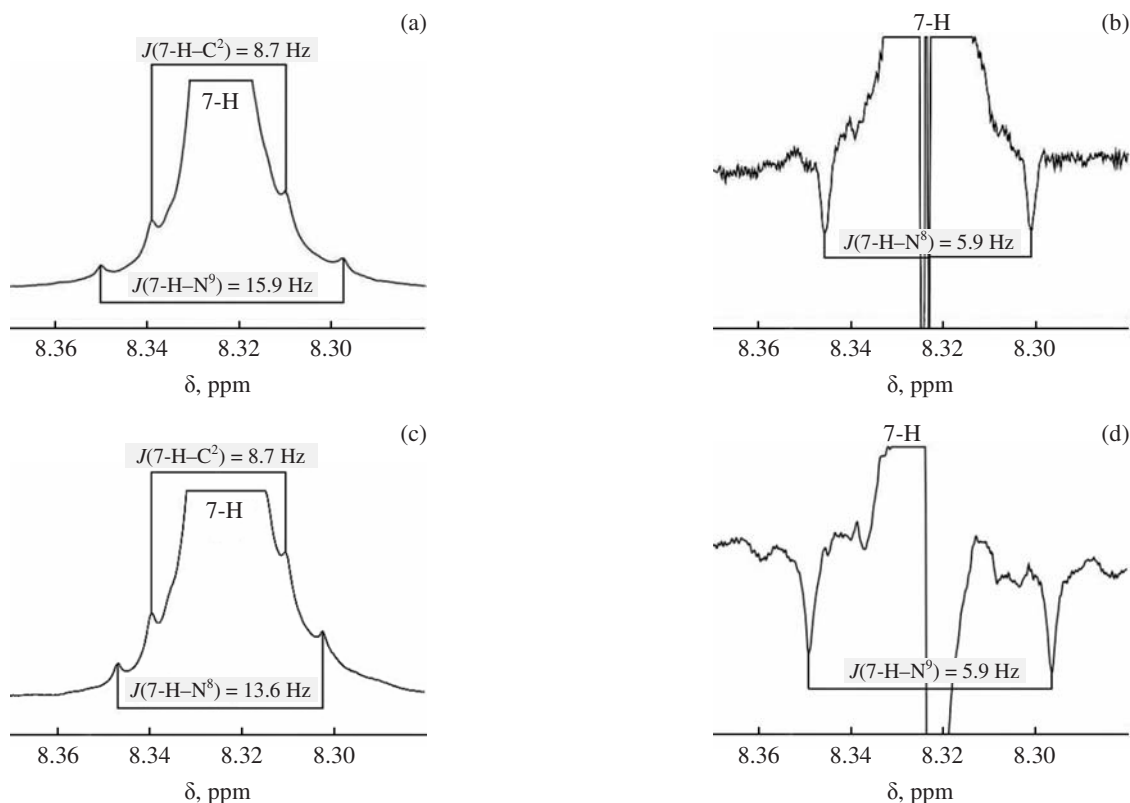 (a)
J(7-H–C²) = 8.7 Hz
7-H
J(7-H–N⁹) = 15.9 Hz
8.36 8.34 8.32 8.30
δ, ppm
(b)
7-H
J(7-H–N⁸) = 5.9 Hz
8.36 8.34 8.32 8.30
δ, ppm
(c)
J(7-H–C²) = 8.7 Hz
7-H
J(7-H–N⁸) = 13.6 Hz
8.36 8.34 8.32 8.30
δ, ppm
(d)
7-H
J(7-H–N⁹) = 5.9 Hz
8.36 8.34 8.32 8.30
δ, ppm